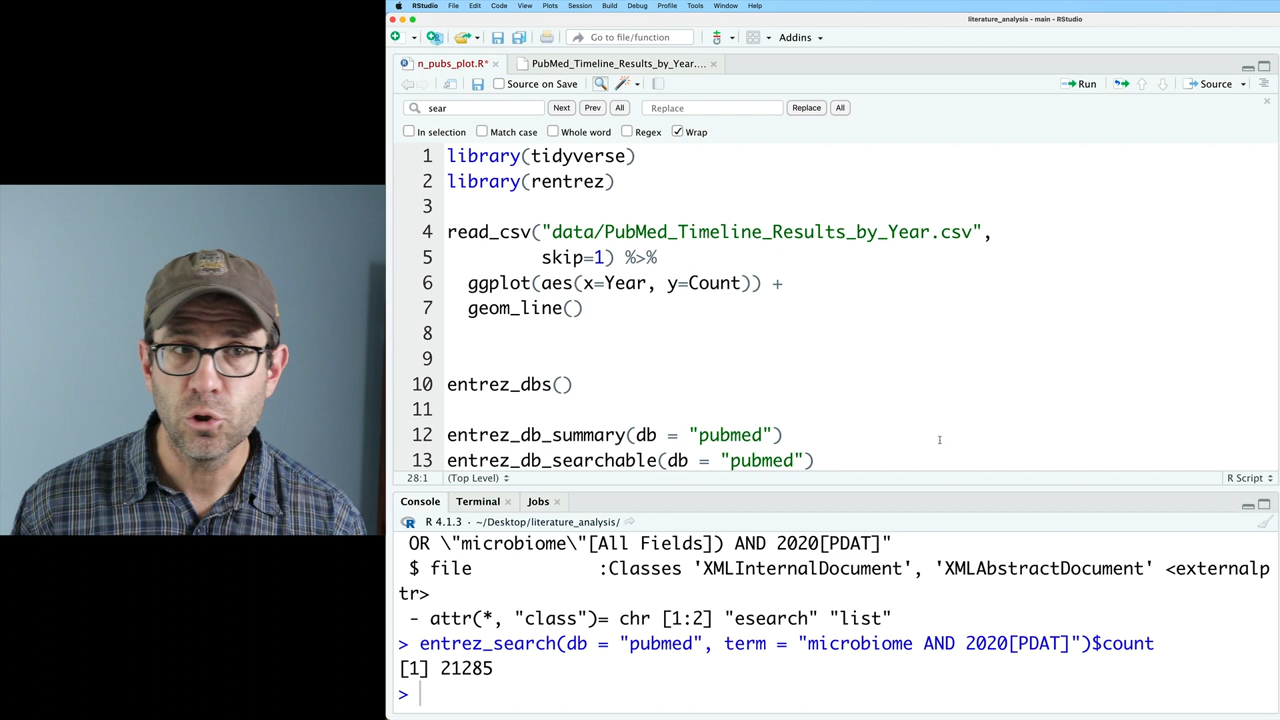 RStudio File Edit Code View Plots Session Build Debug Profile Tools Window Help
literature_analysis - main - RStudio
Go to file/function Addins
n_pubs_plot.R* PubMed_Timeline_Results_by_Year....
Source on Save Run Source
sear Next Prev All Replace Replace All
In selection Match case Whole word Regex Wrap
1 library(tidyverse)
2 library(rentrez)
3
4 read_csv("data/PubMed_Timeline_Results_by_Year.csv",
5 skip=1) %>%
6 ggplot(aes(x=Year, y=Count)) +
7 geom_line()
8
9
10 entrez_dbs()
11
12 entrez_db_summary(db = "pubmed")
13 entrez_db_searchable(db = "pubmed")
28:1 (Top Level) R Script
Console Terminal Jobs
R 4.1.3 · ~/Desktop/literature_analysis/
OR \"microbiome\"[All Fields]) AND 2020[PDAT]"
$ file :Classes 'XMLInternalDocument', 'XMLAbstractDocument' <externalp
tr>
- attr(*, "class")= chr [1:2] "esearch" "list"
> entrez_search(db = "pubmed", term = "microbiome AND 2020[PDAT]")$count
[1] 21285
>